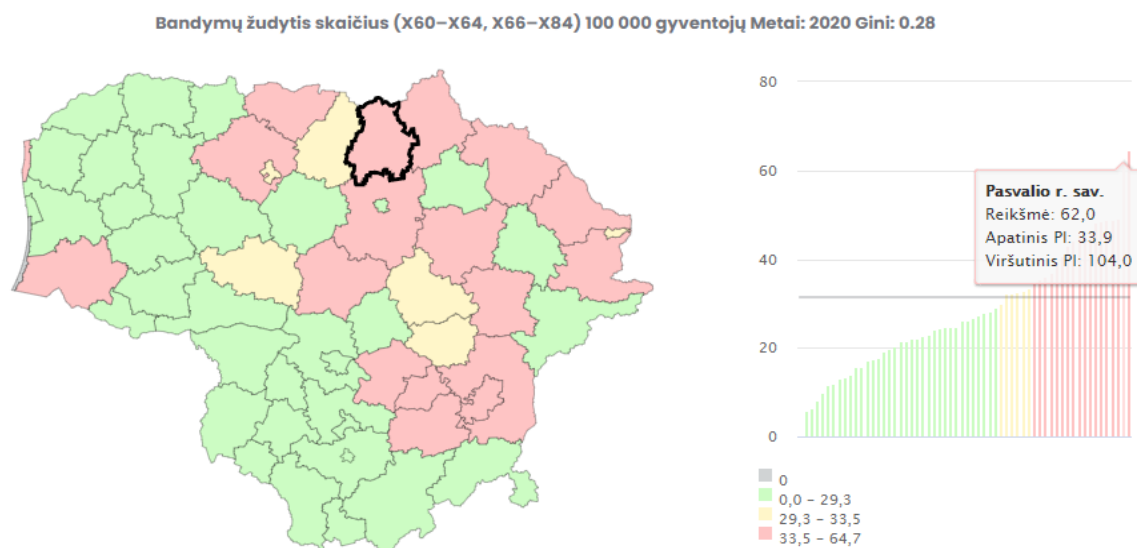 Bandymų žudytis skaičius (X60–X64, X66–X84) 100 000 gyventojų Metai: 2020 Gini: 0.28
80
60
Pasvalio r. sav.
Reikšmė: 62,0
Apatinis PI: 33,9
Viršutinis PI: 104,0
40
20
0
0
0,0 – 29,3
29,3 – 33,5
33,5 – 64,7